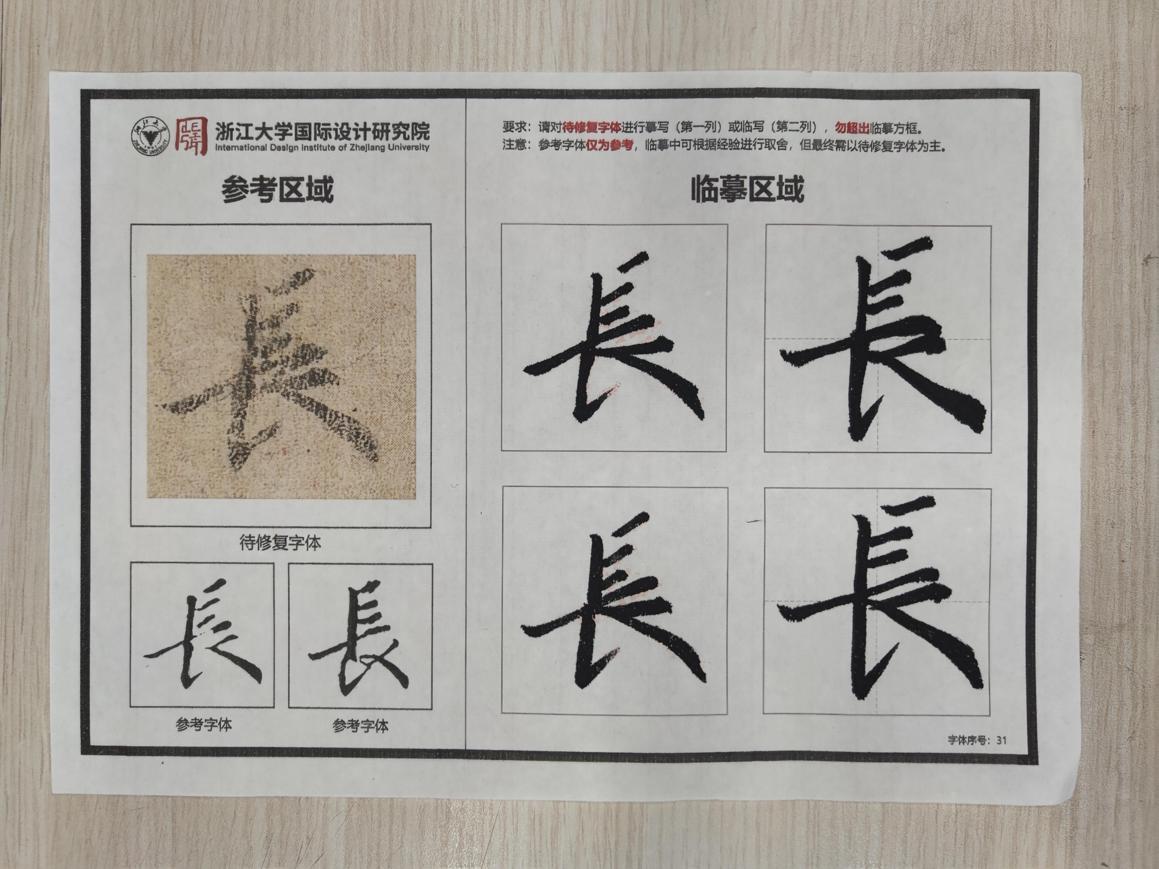 浙江大学国际设计研究院
International Design Institute of Zhejiang University
参考区域
長
待修复字体
長 長
参考字体 参考字体
要求：请对待修复字体进行摹写（第一列）或临写（第二列），勿超出临摹方框。
注意：参考字体仅为参考，临摹中可根据经验进行取舍，但最终需以待修复字体为主。
临摹区域
長 長
長 長
字体序号：31